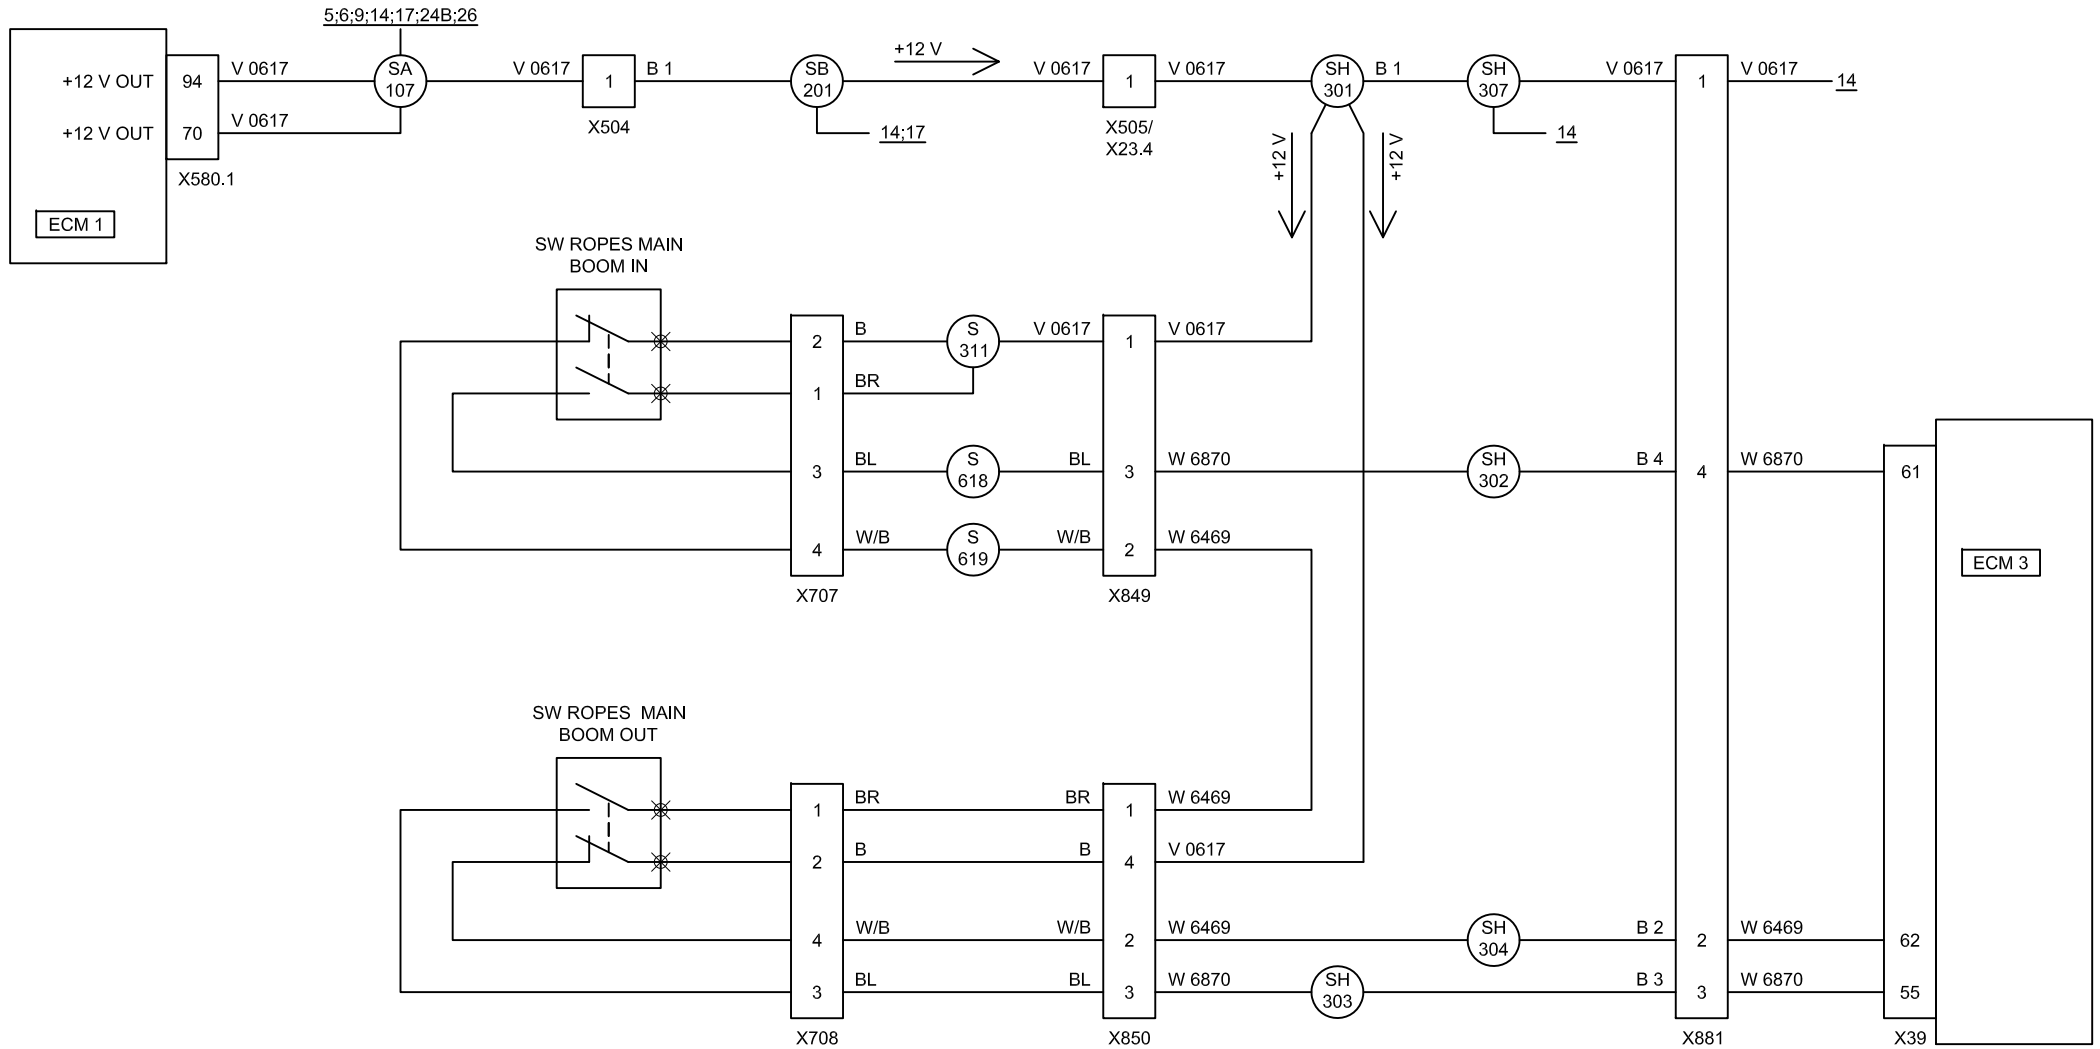 5;6;9;14;17;24B;26
+12 V OUT 94 V 0617 SA 107 V 0617 1 B 1 SB 201 +12 V V 0617 1 V 0617 SH 301 B 1 SH 307 V 0617 1 V 0617 14
+12 V OUT 70 V 0617 X504 14;17 X505/ 14
X23.4
X580.1 +12 V +12 V
ECM 1
SW ROPES MAIN
BOOM IN
2 B S 311 V 0617 1 V 0617
1 BR
3 BL S 618 BL 3 W 6870 SH 302 B 4 4 W 6870 61
4 W/B S 619 W/B 2 W 6469
ECM 3
X707 X849
SW ROPES MAIN
BOOM OUT
1 BR BR 1 W 6469
2 B B 4 V 0617
4 W/B W/B 2 W 6469 SH 304 B 2 2 W 6469 62
3 BL BL 3 W 6870 SH 303 B 3 3 W 6870 55
X708 X850 X881 X39